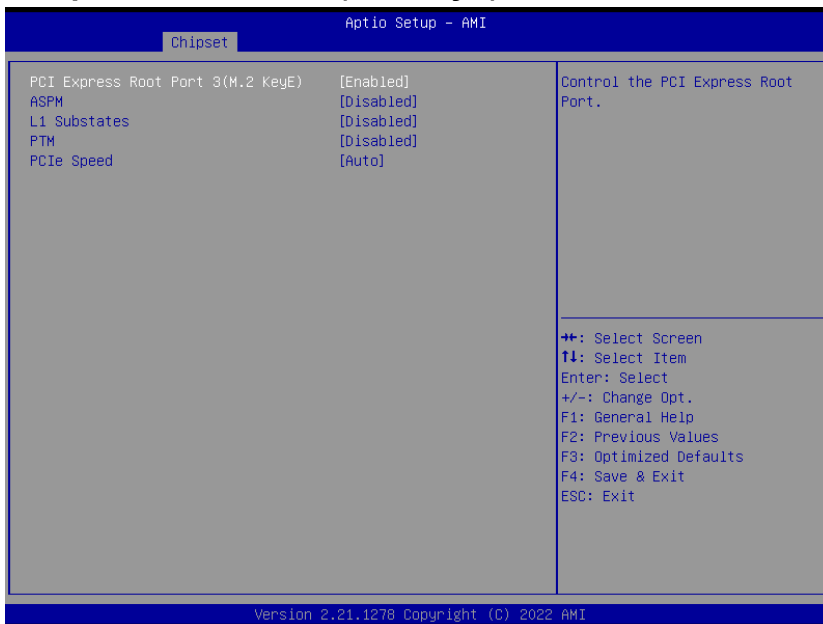 Aptio Setup – AMI
Chipset
PCI Express Root Port 3(M.2 KeyE) [Enabled]
ASPM [Disabled]
L1 Substates [Disabled]
PTM [Disabled]
PCIe Speed [Auto]
Control the PCI Express Root
Port.
→←: Select Screen
↑↓: Select Item
Enter: Select
+/-: Change Opt.
F1: General Help
F2: Previous Values
F3: Optimized Defaults
F4: Save & Exit
ESC: Exit
Version 2.21.1278 Copyright (C) 2022 AMI